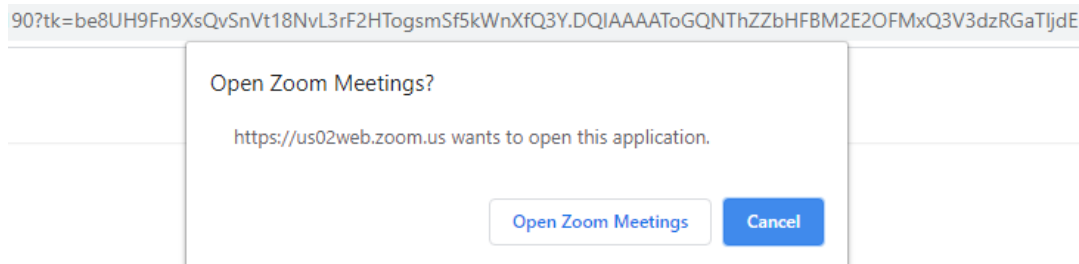 90?tk=be8UH9Fn9XsQvSnVt18NvL3rF2HTogsmSf5kWnXfQ3Y.DQIAAAAToGQNThZZbHFBM2E2OFMxQ3V3dzRGaTljdE
Open Zoom Meetings?
https://us02web.zoom.us wants to open this application.
Open Zoom Meetings Cancel